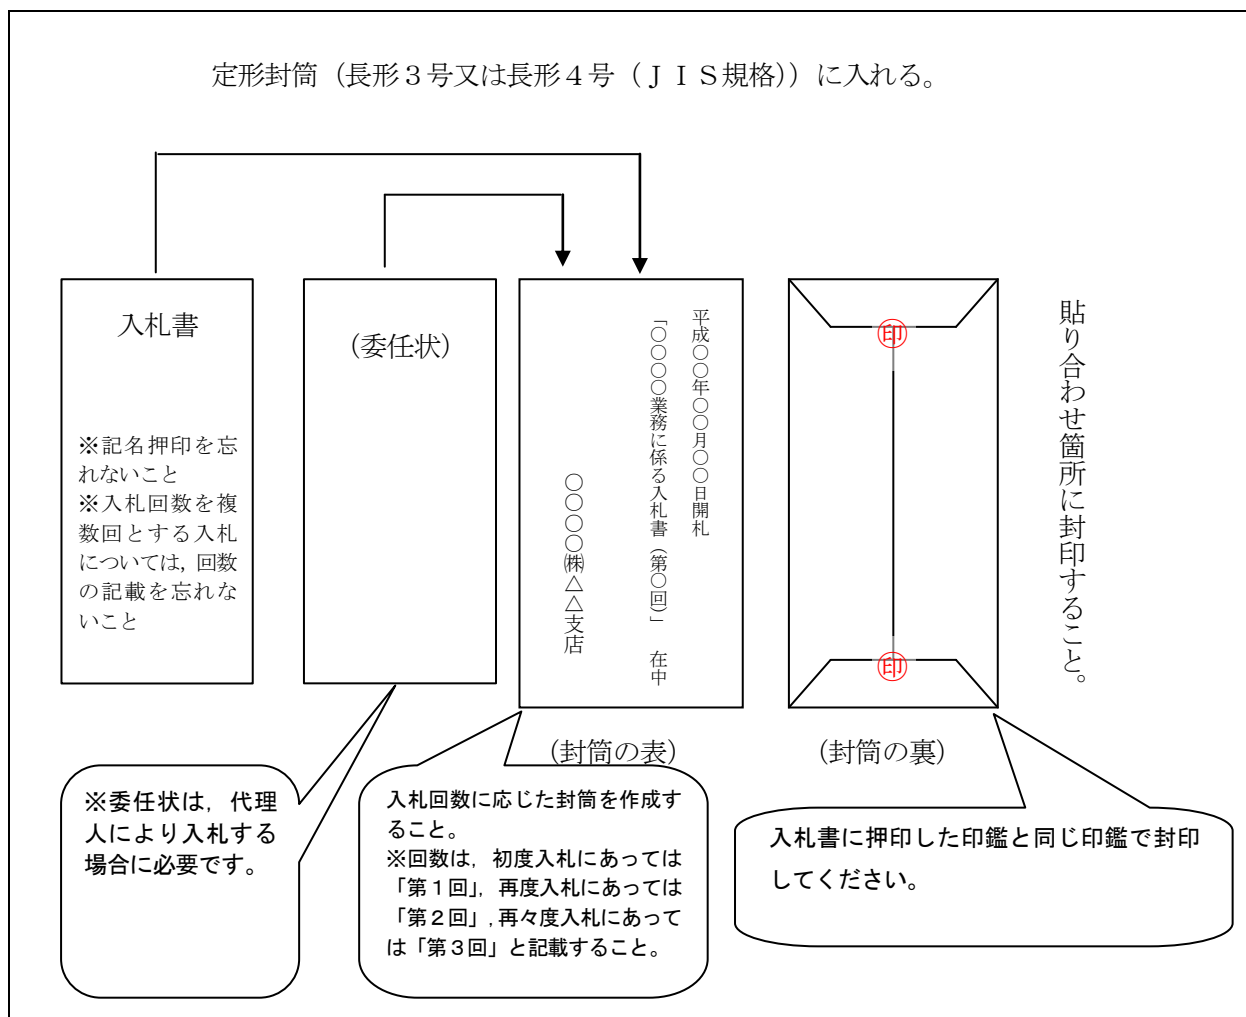 定形封筒（長形３号又は長形４号（ＪＩＳ規格））に入れる。
入札書
※記名押印を忘
れないこと
※入札回数を複
数回とする入札
については，回数
の記載を忘れな
いこと
（委任状）
平成〇〇年〇〇月〇〇日開札
「〇〇〇〇業務に係る入札書（第〇回）」　在中
〇〇〇〇㈱△△支店
印
印
貼り合わせ箇所に封印すること。
（封筒の表）
（封筒の裏）
※委任状は，代理
人により入札する
場合に必要です。
入札回数に応じた封筒を作成す
ること。
※回数は，初度入札にあっては
「第１回」，再度入札にあっては
「第２回」，再々度入札にあって
は「第３回」と記載すること。
入札書に押印した印鑑と同じ印鑑で封印
してください。